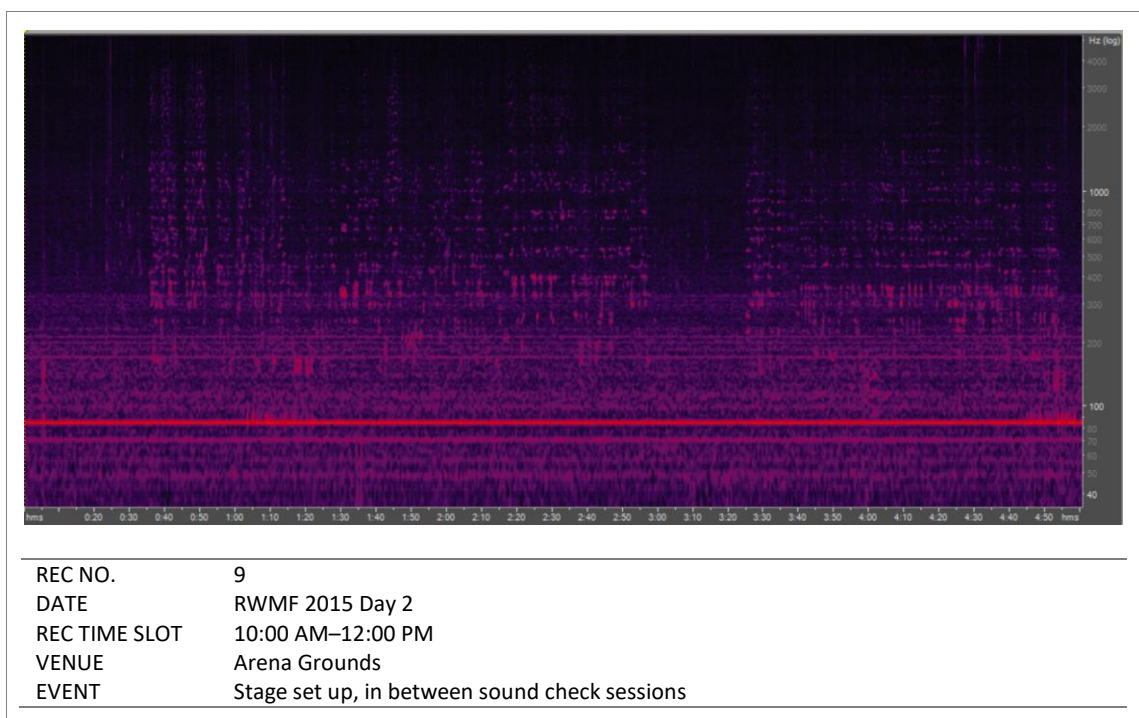 Hz (log)
4000
3000
2000
1000
800
700
600
500
400
300
200
100
80
70
60
50
40
hms 0:20 0:30 0:40 0:50 1:00 1:10 1:20 1:30 1:40 1:50 2:00 2:10 2:20 2:30 2:40 2:50 3:00 3:10 3:20 3:30 3:40 3:50 4:00 4:10 4:20 4:30 4:40 4:50 hms
REC NO. 9
DATE RWMF 2015 Day 2
REC TIME SLOT 10:00 AM–12:00 PM
VENUE Arena Grounds
EVENT Stage set up, in between sound check sessions